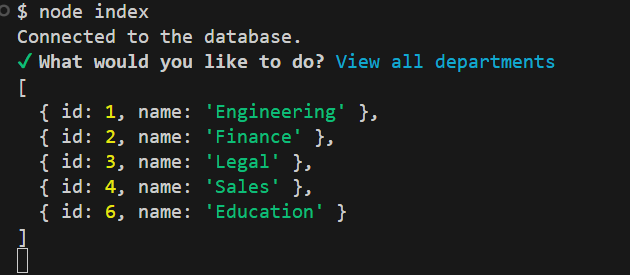 $ node index
Connected to the database.
✔ What would you like to do? View all departments
[
  { id: 1, name: 'Engineering' },
  { id: 2, name: 'Finance' },
  { id: 3, name: 'Legal' },
  { id: 4, name: 'Sales' },
  { id: 6, name: 'Education' }
]